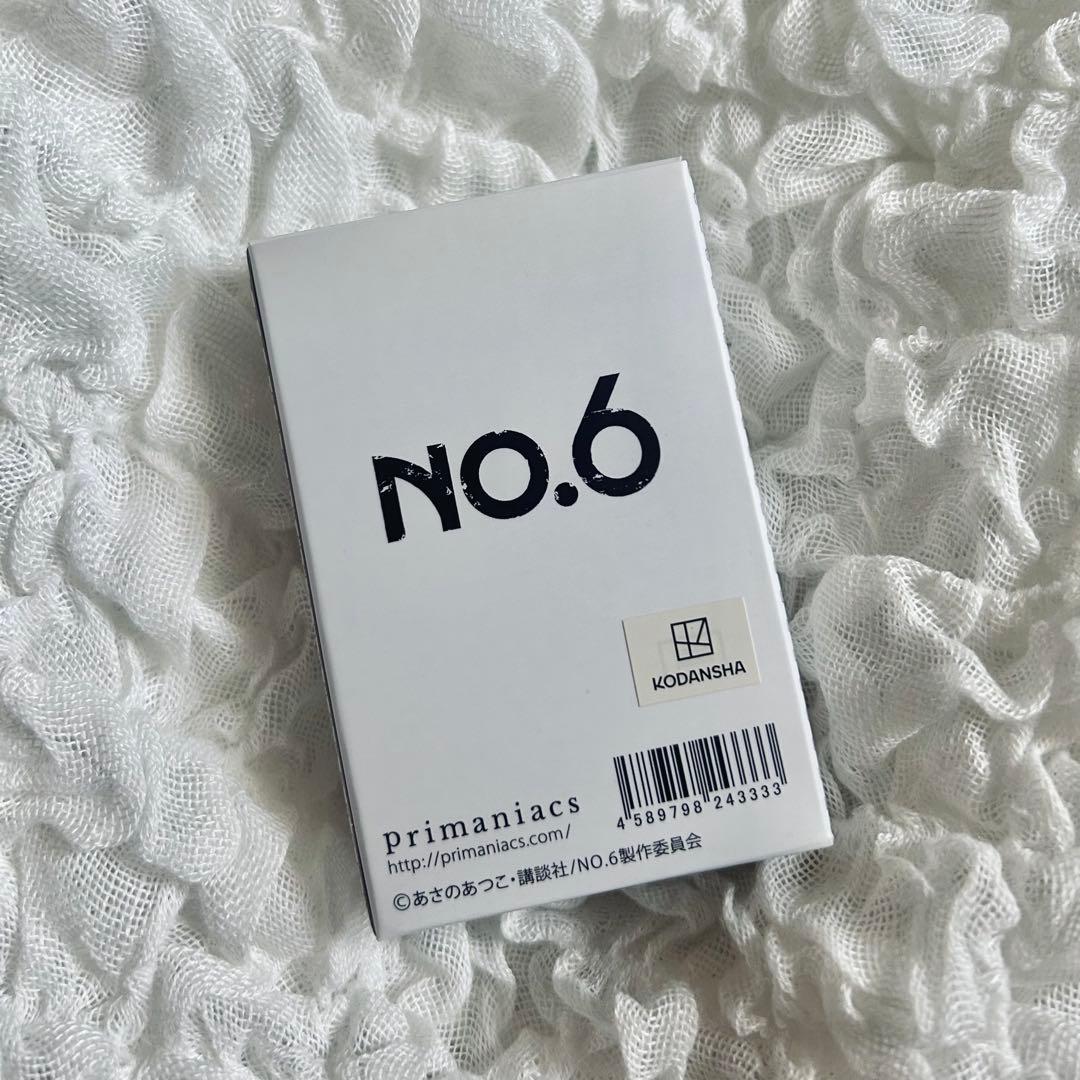 NO.6
KODANSHA
4 589798 243333
primaniacs
http://primaniacs.com/
©あさのあつこ・講談社/NO.6製作委員会